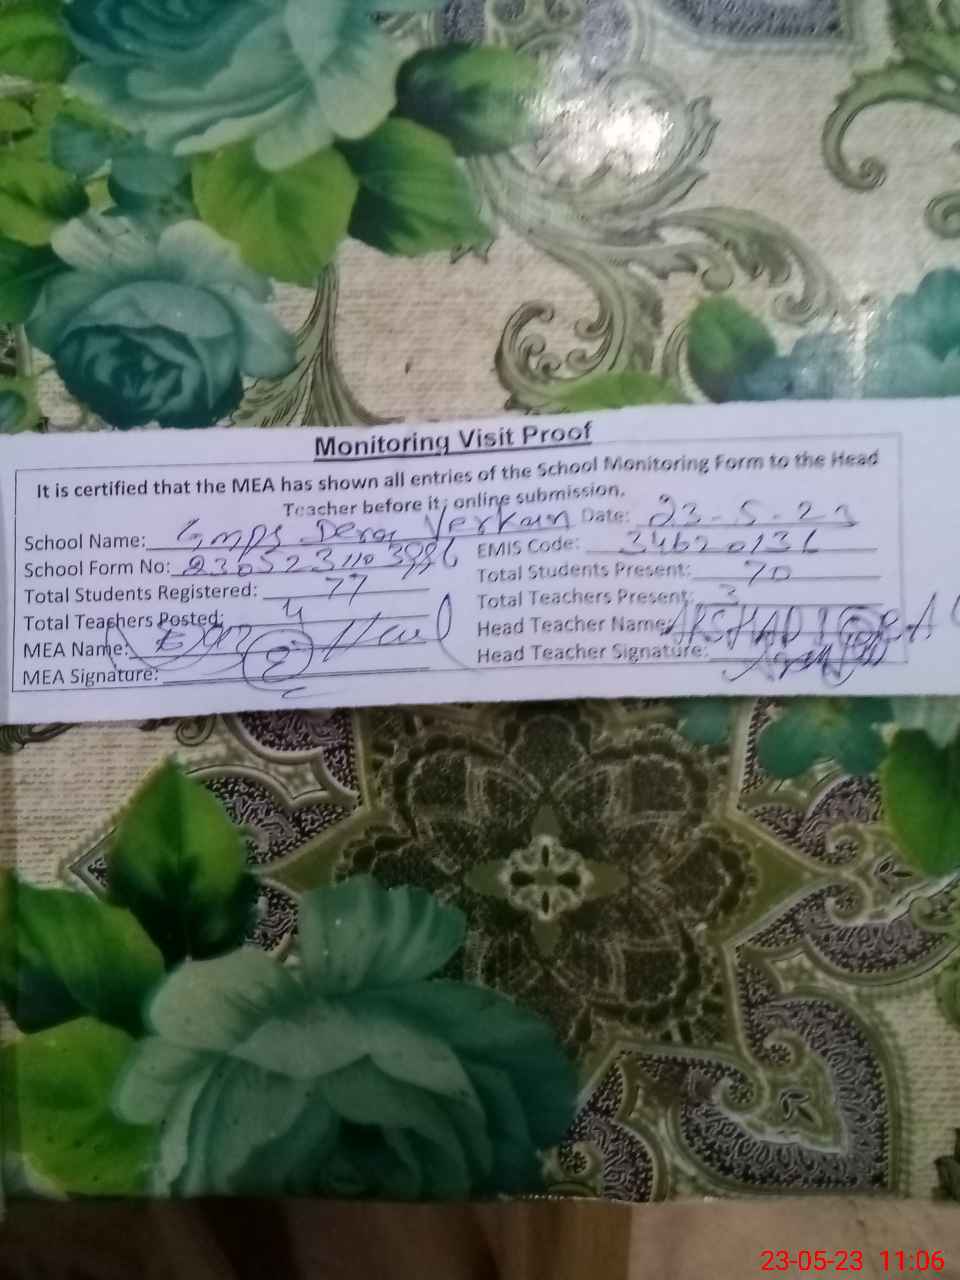 Monitoring Visit Proof
It is certified that the MEA has shown all entries of the School Monitoring Form to the Head
Teacher before it; online submission.
School Name: Gmps Dera Verkan Date: 23-5-23
School Form No: EMIS Code: 34620136
Total Students Registered: 77 Total Students Present: 70
Total Teachers Posted: 4 Total Teachers Present: 3
MEA Name: Head Teacher Name: ARSHAD
MEA Signature: Head Teacher Signature:
23-05-23 11:06